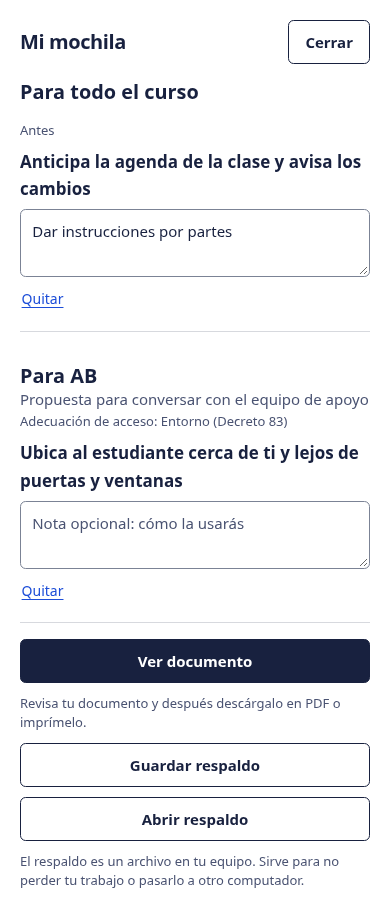 Mi mochila
Cerrar
Para todo el curso
Antes
Anticipa la agenda de la clase y avisa los
cambios
Dar instrucciones por partes
Quitar
Para AB
Propuesta para conversar con el equipo de apoyo
Adecuación de acceso: Entorno (Decreto 83)
Ubica al estudiante cerca de ti y lejos de
puertas y ventanas
Nota opcional: cómo la usarás
Quitar
Ver documento
Revisa tu documento y después descárgalo en PDF o
imprímelo.
Guardar respaldo
Abrir respaldo
El respaldo es un archivo en tu equipo. Sirve para no
perder tu trabajo o pasarlo a otro computador.